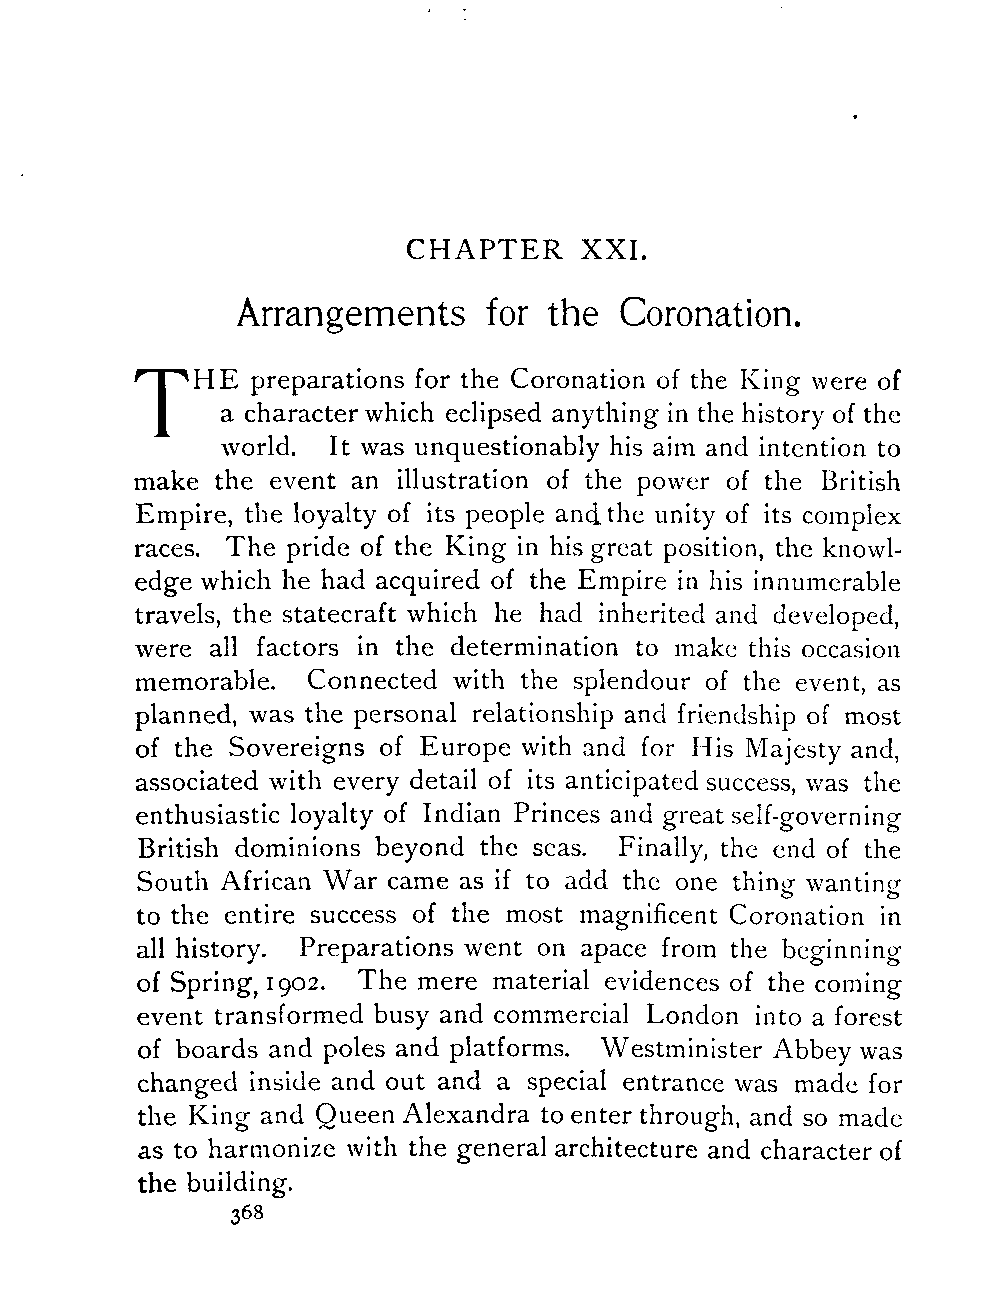 CHAPTER XXI.
Arrangements for the Coronation.
THE preparations for the Coronation of the King were of
a character which eclipsed anything in the history of the
world. It was unquestionably his aim and intention to
make the event an illustration of the power of the British
Empire, the loyalty of its people and the unity of its complex
races. The pride of the King in his great position, the knowl-
edge which he had acquired of the Empire in his innumerable
travels, the statecraft which he had inherited and developed,
were all factors in the determination to make this occasion
memorable. Connected with the splendour of the event, as
planned, was the personal relationship and friendship of most
of the Sovereigns of Europe with and for His Majesty and,
associated with every detail of its anticipated success, was the
enthusiastic loyalty of Indian Princes and great self-governing
British dominions beyond the seas. Finally, the end of the
South African War came as if to add the one thing wanting
to the entire success of the most magnificent Coronation in
all history. Preparations went on apace from the beginning
of Spring, 1902. The mere material evidences of the coming
event transformed busy and commercial London into a forest
of boards and poles and platforms. Westminister Abbey was
changed inside and out and a special entrance was made for
the King and Queen Alexandra to enter through, and so made
as to harmonize with the general architecture and character of
the building.
368